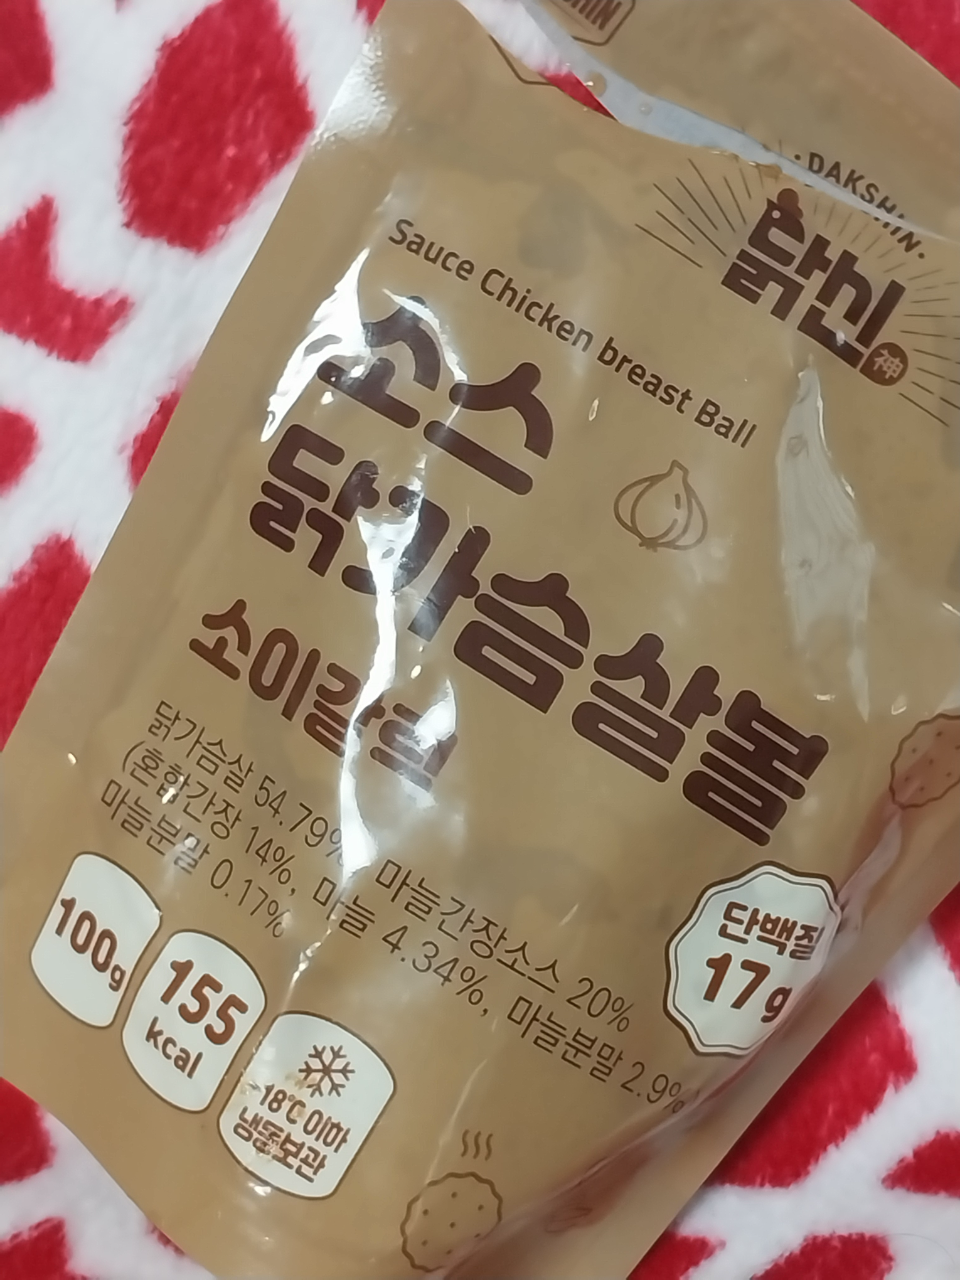 ·DAKSHIN·
닭신
神
Sauce Chicken breast Ball
소스
닭가슴살볼
소이갈릭
닭가슴살 54.79% 마늘간장소스 20%
(혼합간장 14%, 마늘 4.34%, 마늘분말 2.9%
마늘분말 0.17%
단백질
17g
100g
155
kcal
-18℃ 이하
냉동보관